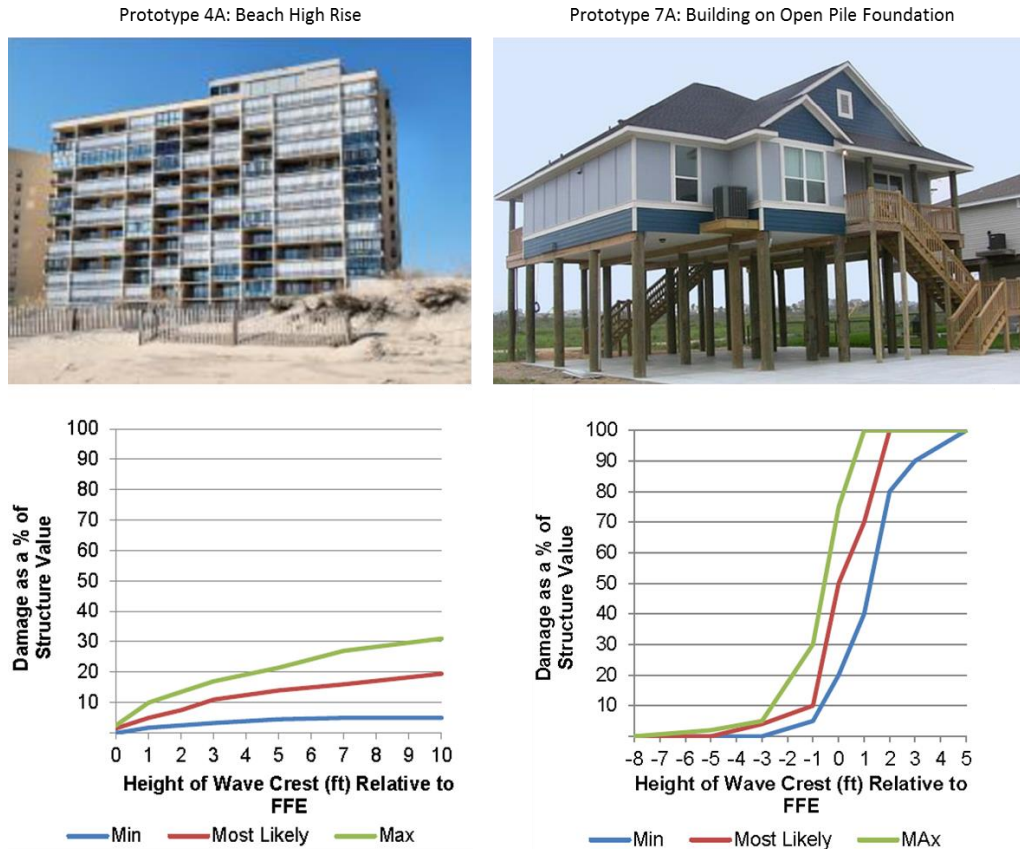 Prototype 4A: Beach High Rise
Prototype 7A: Building on Open Pile Foundation
100
90
80
70
60
50
40
30
20
10
Damage as a % of
Structure Value
0 1 2 3 4 5 6 7 8 9 10
Height of Wave Crest (ft) Relative to
FFE
Min Most Likely Max
100
90
80
70
60
50
40
30
20
10
Damage as a % of
Structure Value
-8 -7 -6 -5 -4 -3 -2 -1 0 1 2 3 4 5
Height of Wave Crest (ft) Relative to
FFE
Min Most Likely MAx